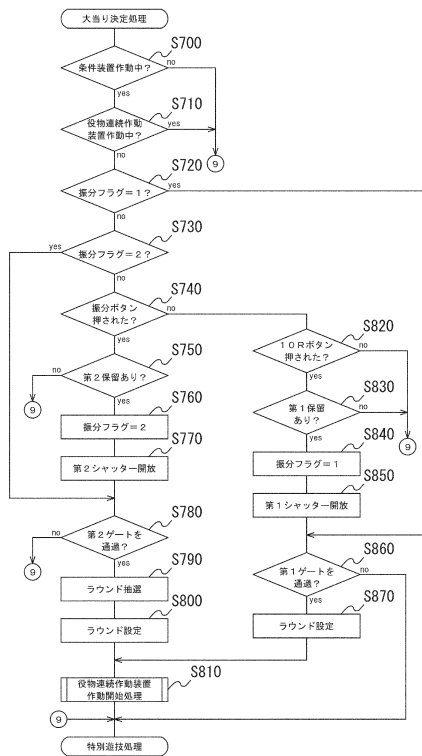 大当り決定処理
S700
条件装置作動中?
no
yes
S710
役物連続作動
装置作動中?
yes
no
9
S720
振分フラグ=1?
yes
no
S730
yes
振分フラグ=2?
no
S740
振分ボタン
押された?
no
yes
S820
10Rボタン
押された?
no
yes
S750
第2保留あり?
no
yes
9
S830
第1保留
あり?
no
yes
9
S760
振分フラグ=2
S840
振分フラグ=1
S770
第2シャッター開放
S850
第1シャッター開放
S780
no
第2ゲートを
通過?
yes
9
S860
第1ゲートを
通過?
no
yes
S790
ラウンド抽選
S870
ラウンド設定
S800
ラウンド設定
S810
役物連続作動装置
作動開始処理
9
特別遊技処理